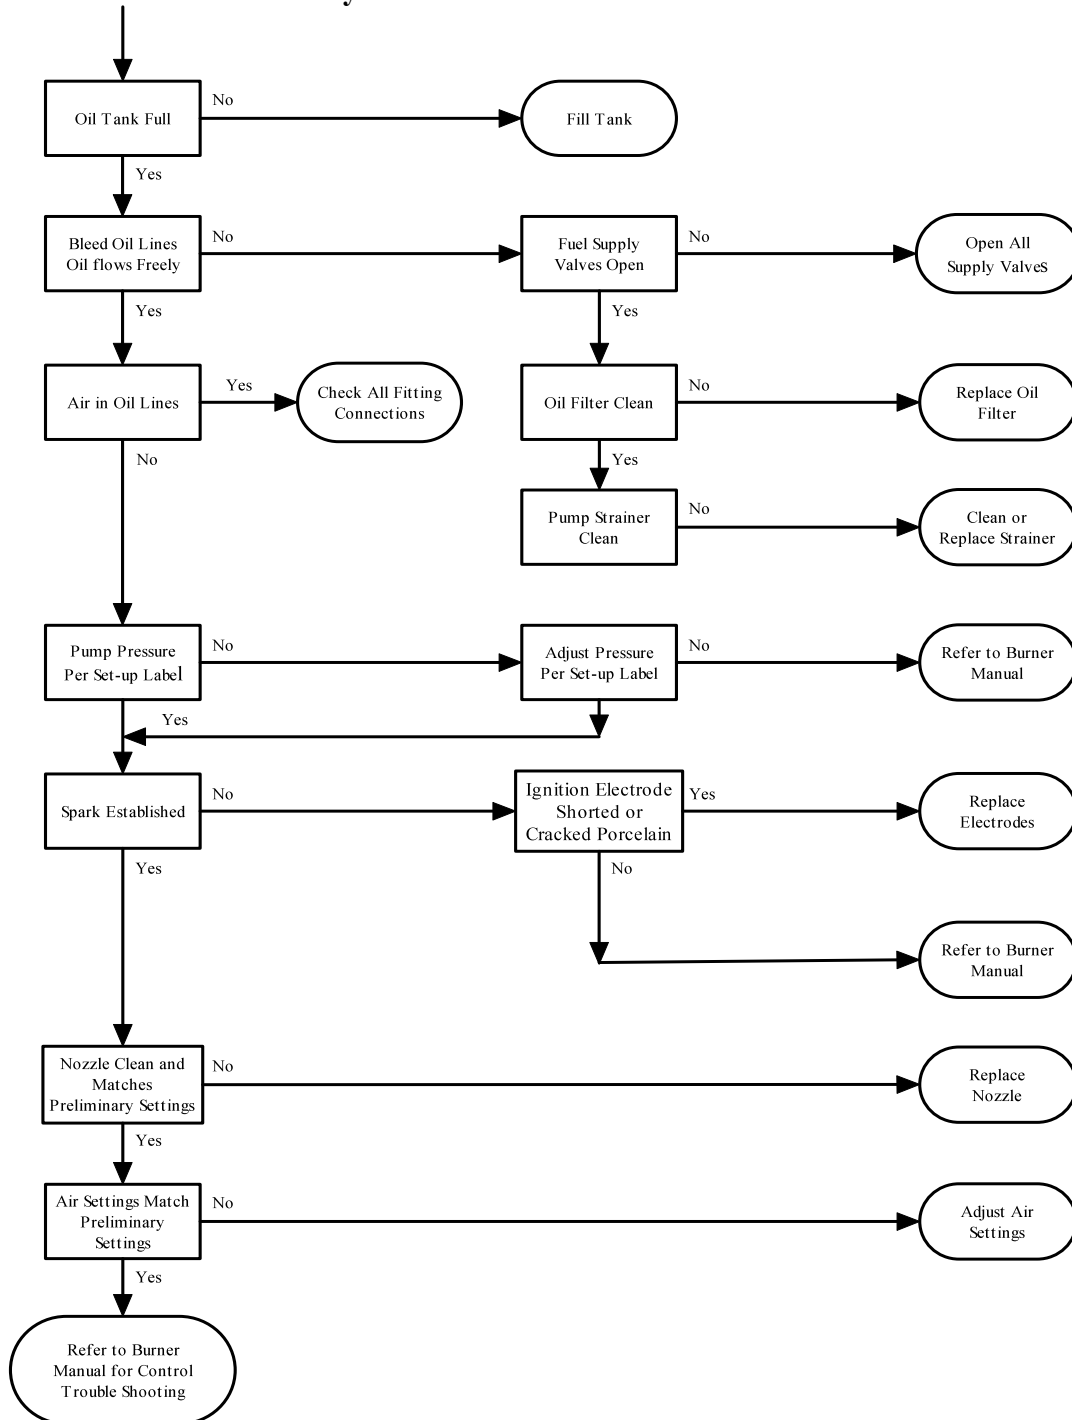 Oil Tank Full
No
Fill Tank
Yes
Bleed Oil Lines
Oil flows Freely
No
Fuel Supply
Valves Open
No
Open All
Supply Valves
Yes
Yes
Air in Oil Lines
Yes
Check All Fitting
Connections
Oil Filter Clean
No
Replace Oil
Filter
No
Yes
Pump Strainer
Clean
No
Clean or
Replace Strainer
Pump Pressure
Per Set-up Label
No
Adjust Pressure
Per Set-up Label
No
Refer to Burner
Manual
Yes
Spark Established
No
Ignition Electrode
Shorted or
Cracked Porcelain
Yes
Replace
Electrodes
Yes
No
Refer to Burner
Manual
Nozzle Clean and
Matches
Preliminary Settings
No
Replace
Nozzle
Yes
Air Settings Match
Preliminary
Settings
No
Adjust Air
Settings
Yes
Refer to Burner
Manual for Control
Trouble Shooting